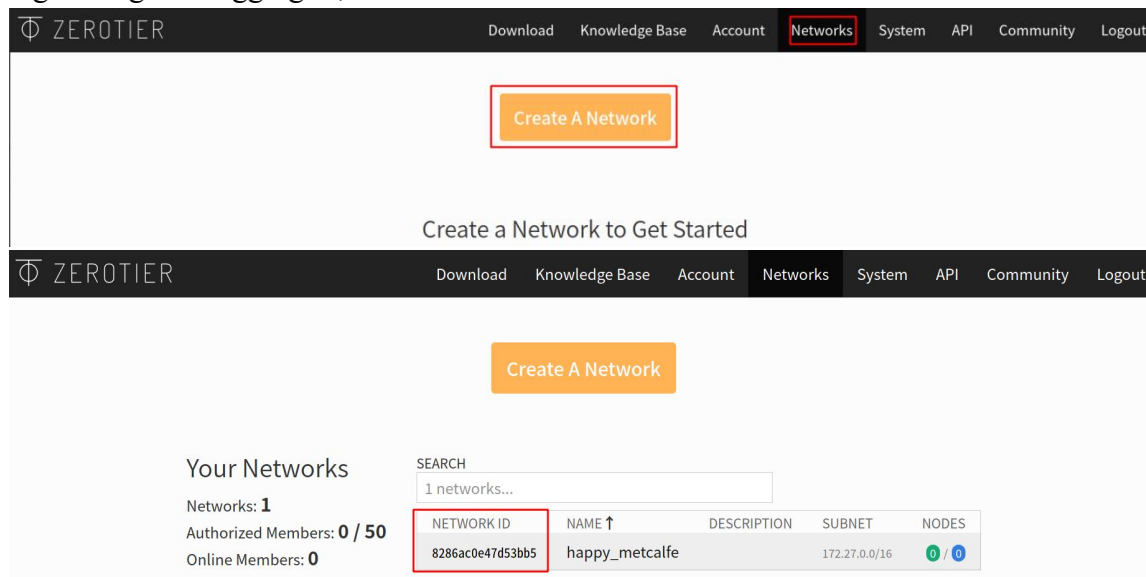 ZEROTIER Download Knowledge Base Account Networks System API Community Logout
Create A Network
Create a Network to Get Started
ZEROTIER Download Knowledge Base Account Networks System API Community Logout
Create A Network
Your Networks
Networks: 1
Authorized Members: 0 / 50
Online Members: 0
SEARCH
1 networks...
NETWORK ID NAME↑ DESCRIPTION SUBNET NODES
8286ac0e47d53bb5 happy_metcalfe 172.27.0.0/16 0 / 0